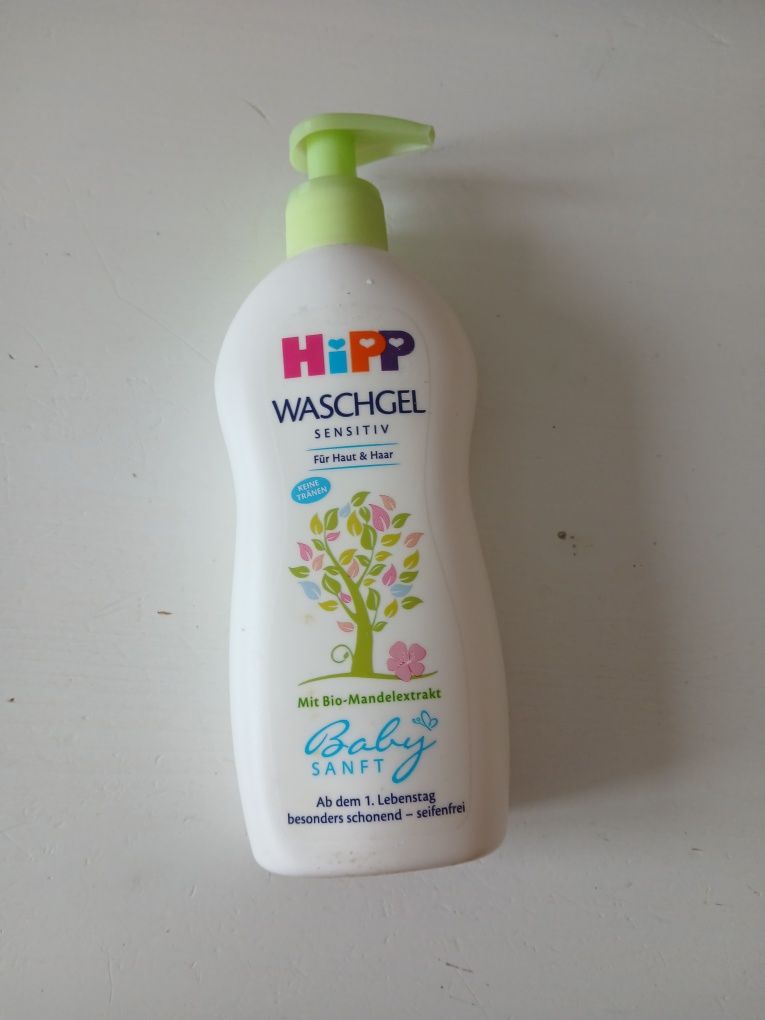 HiPP
WASCHGEL
SENSITIV
Für Haut & Haar
KEINE
TRÄNEN
Mit Bio-Mandelextrakt
Baby
SANFT
Ab dem 1. Lebenstag
besonders schonend – seifenfrei